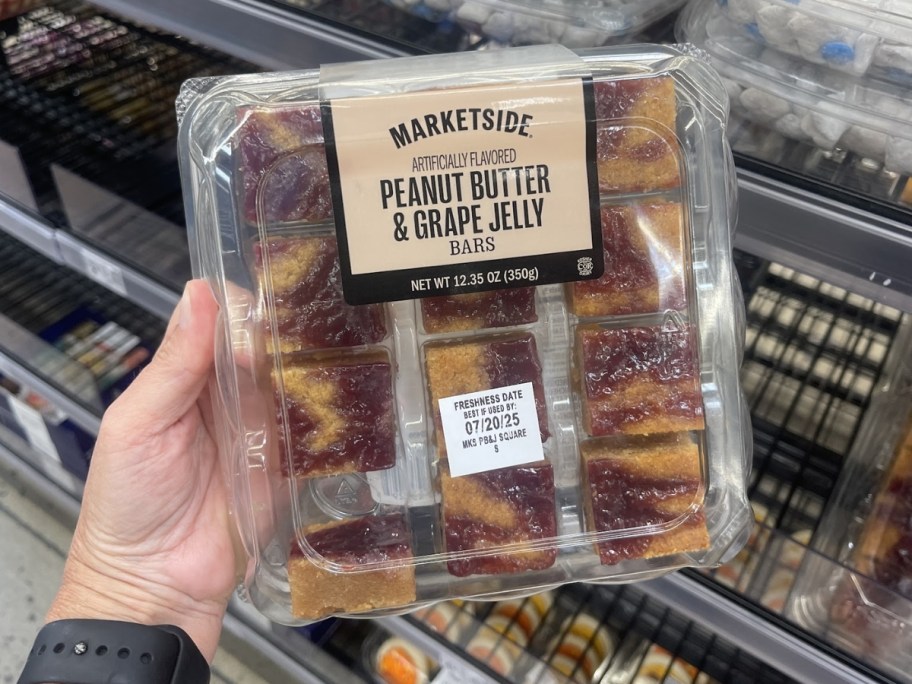 MARKETSIDE
ARTIFICIALLY FLAVORED
PEANUT BUTTER
& GRAPE JELLY
BARS
NET WT 12.35 OZ (350g)
FRESHNESS DATE
BEST IF USED BY:
07/20/25
MKS PB&J SQUARE
S